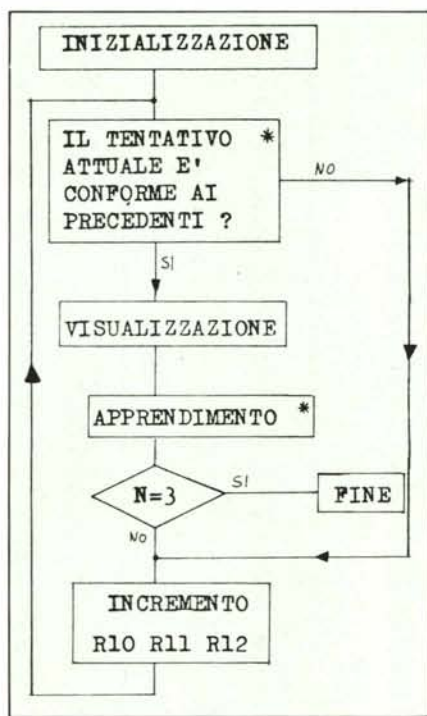 INIZIALIZZAZIONE
IL TENTATIVO *
ATTUALE E'
CONFORME AI
PRECEDENTI ?
NO
SI
VISUALIZZAZIONE
APPRENDIMENTO *
N=3
SI
FINE
NO
INCREMENTO
R10 R11 R12